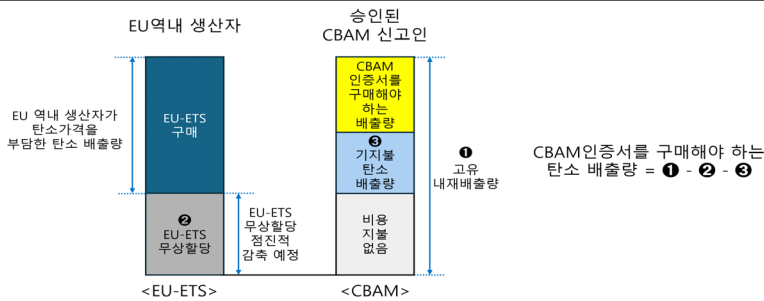 EU역내 생산자
승인된
CBAM 신고인
EU 역내 생산자가
탄소가격을
부담한 탄소 배출량
EU-ETS
구매
❷
EU-ETS
무상할당
EU-ETS
무상할당
점진적
감축 예정
<EU-ETS>
CBAM
인증서를
구매해야
하는
배출량
❸
기지불
탄소
배출량
비용
지불
없음
<CBAM>
❶
고유
내재배출량
CBAM인증서를 구매해야 하는
탄소 배출량 = ❶ - ❷ - ❸